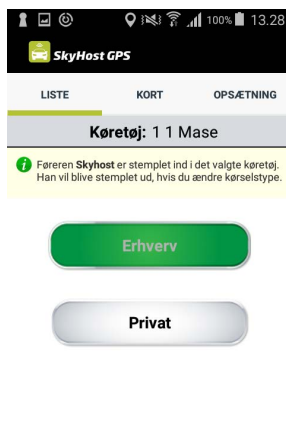 100% 13.28
SkyHost GPS
LISTE KORT OPSÆTNING
Køretøj: 1 1 Mase
Føreren Skyhost er stemplet ind i det valgte køretøj.
Han vil blive stemplet ud, hvis du ændre kørselstype.
Erhverv
Privat